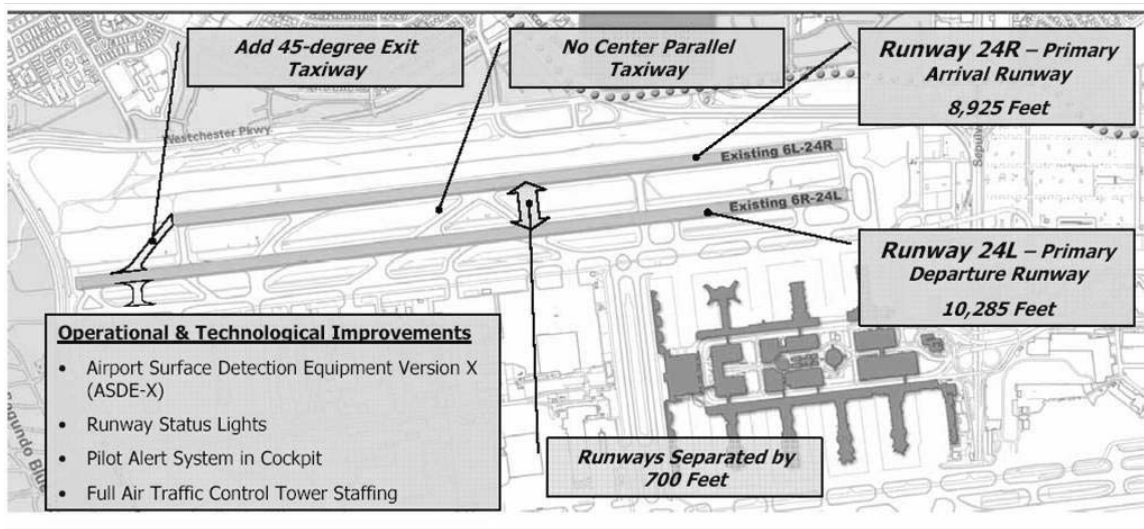 Add 45-degree Exit
Taxiway
No Center Parallel
Taxiway
Runway 24R – Primary
Arrival Runway
8,925 Feet
Westchester Pkwy
Sepulv
Existing 6L-24R
Existing 6R-24L
Runway 24L – Primary
Departure Runway
10,285 Feet
Operational & Technological Improvements
• Airport Surface Detection Equipment Version X
(ASDE-X)
• Runway Status Lights
• Pilot Alert System in Cockpit
• Full Air Traffic Control Tower Staffing
Runways Separated by
700 Feet